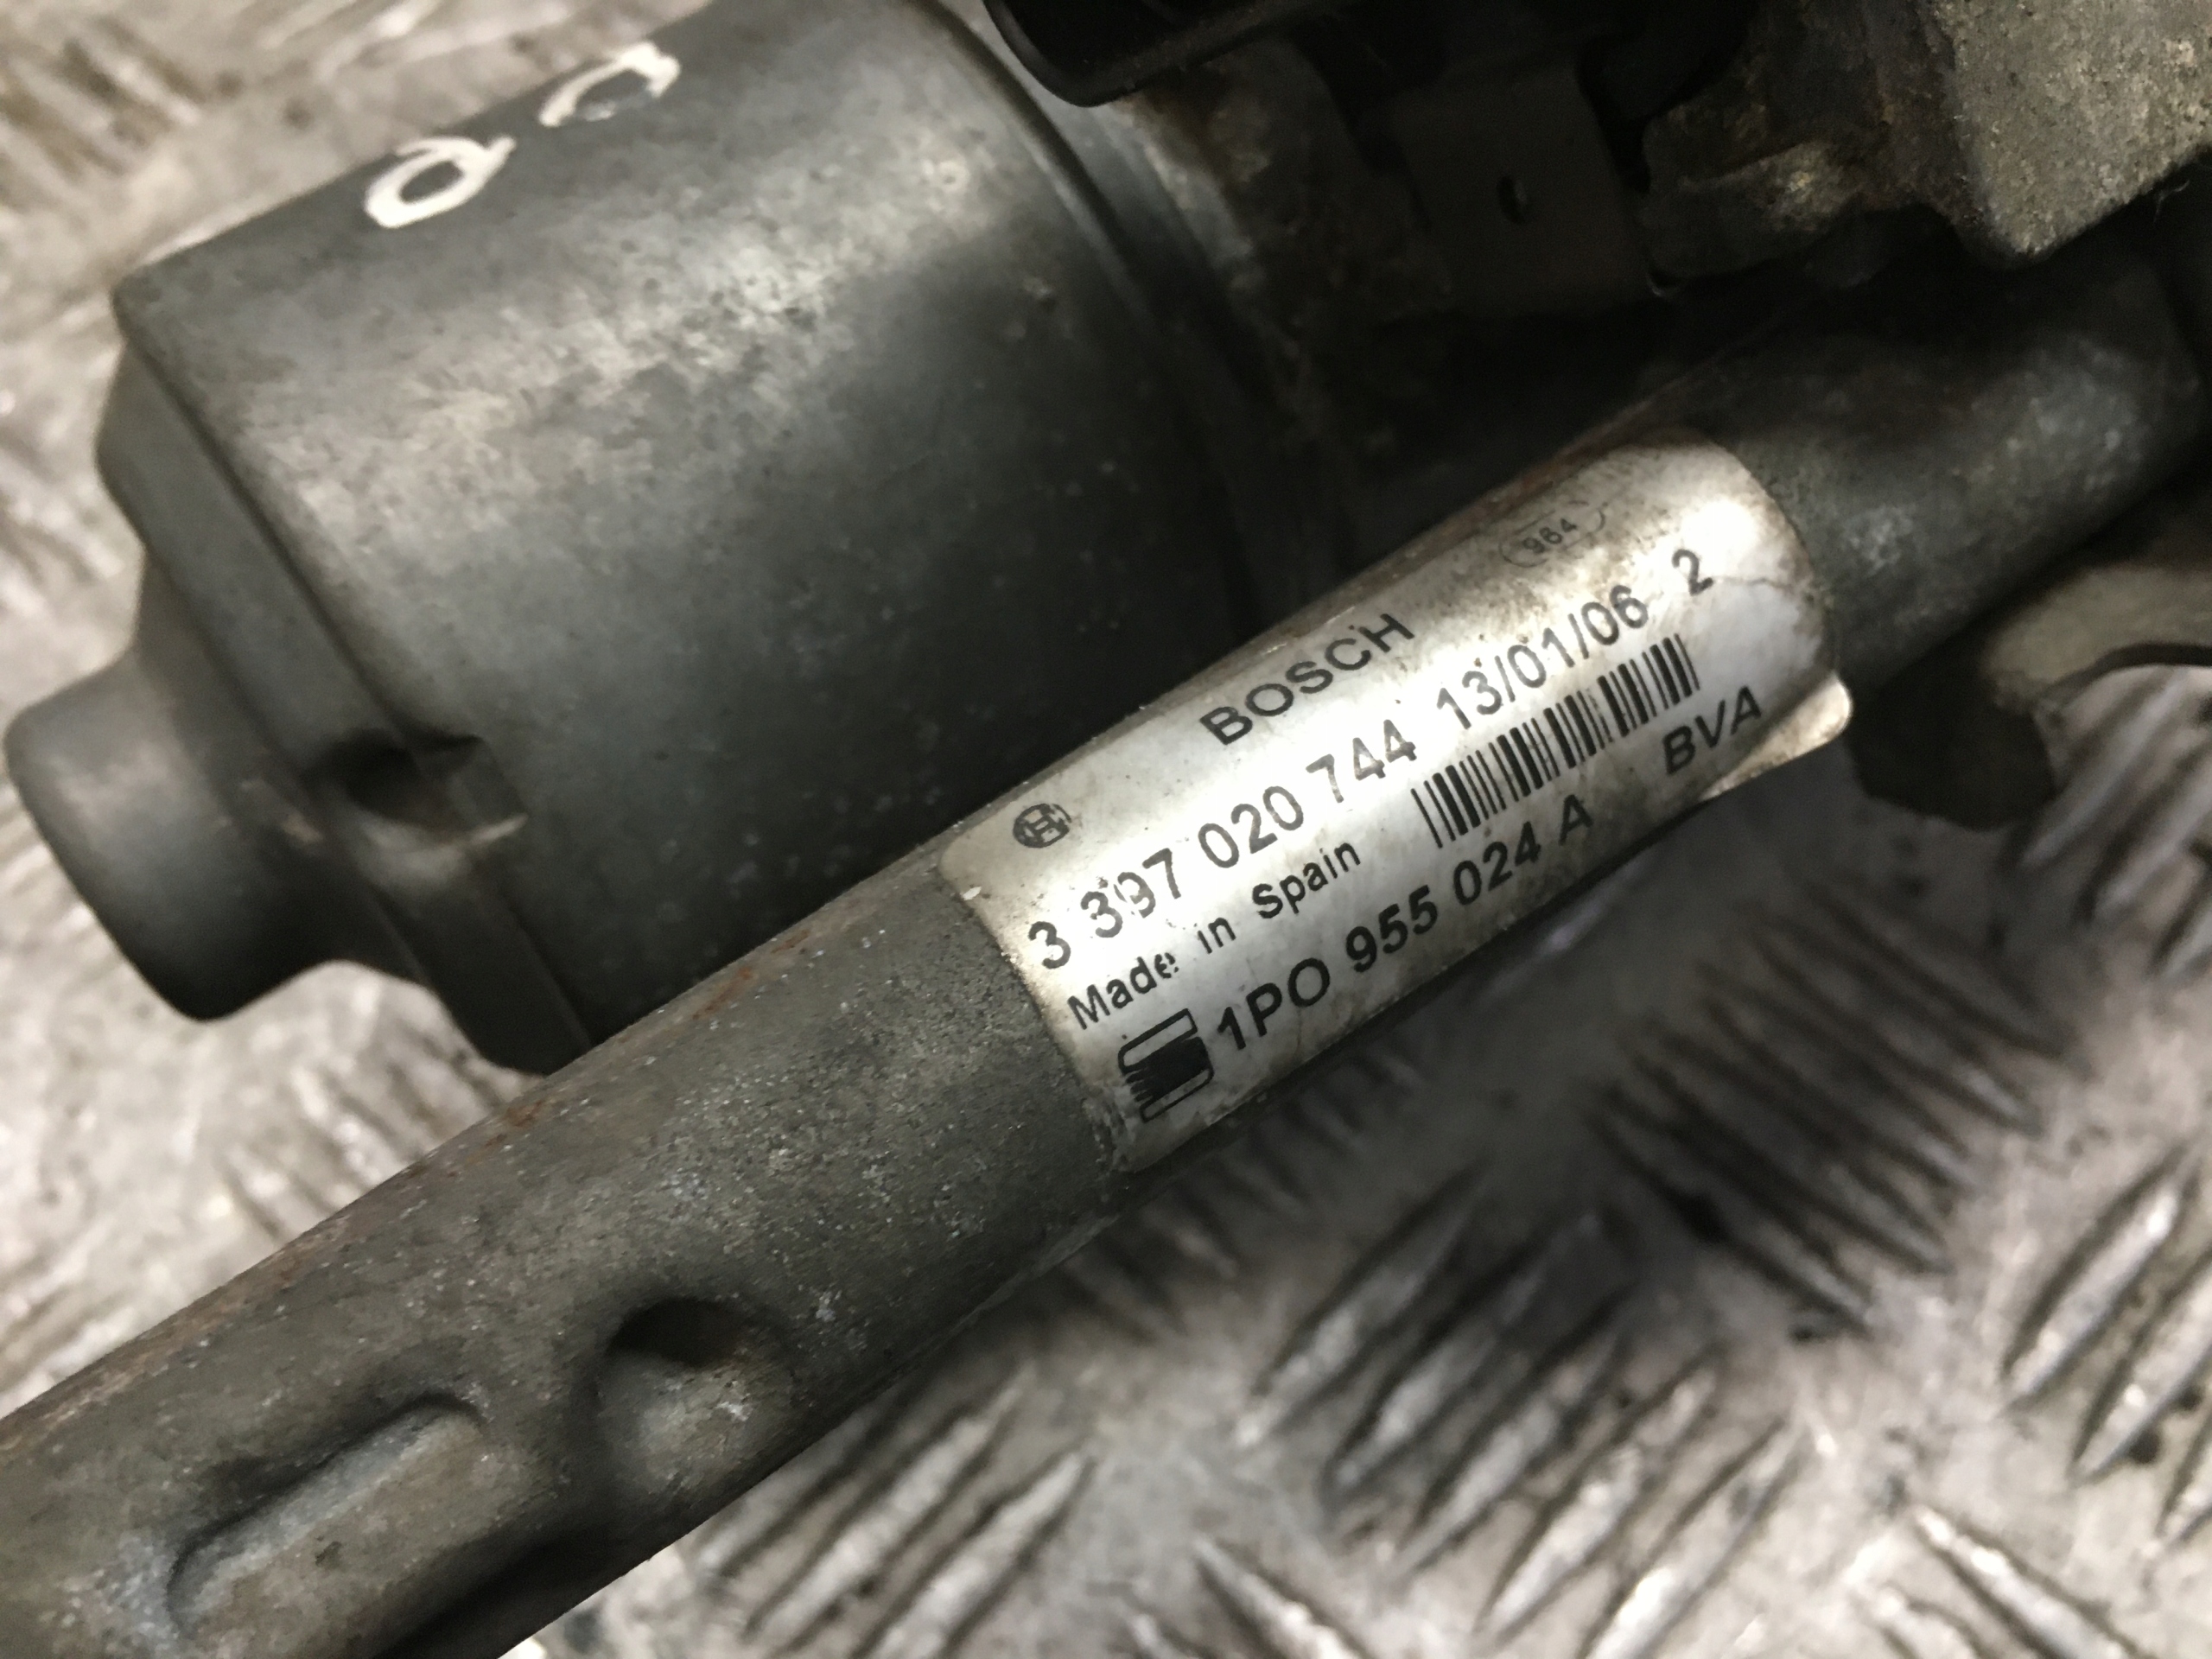 964
BOSCH
3 397 020 744 13/01/06 2
Made in Spain
1PO 955 024 A BVA